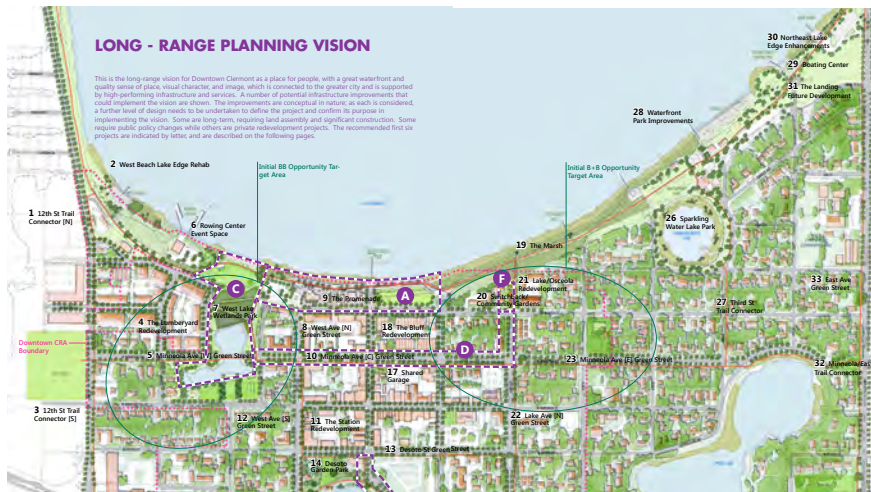 LONG - RANGE PLANNING VISION
This is the long-range vision for Downtown Clermont as a place for people, with a great waterfront and
quality sense of place, visual character, and image, which is connected to the greater city and is supported
by high-performing infrastructure and services.  A number of potential infrastructure improvements that
could implement the vision are shown.  The improvements are conceptual in nature; as each is considered,
a further level of design needs to be undertaken to define the project and confirm its purpose in
implementing the vision.  Some are long-term, requiring land assembly and significant construction.  Some
require public policy changes while others are private redevelopment projects.  The recommended first six
projects are indicated by letter, and are described on the following pages.
30 Northeast Lake
Edge Enhancements
29 Boating Center
31 The Landing
Future Development
28 Waterfront
Park Improvements
2 West Beach Lake Edge Rehab
Initial BB Opportunity Tar-
get Area
Initial B+B Opportunity
Target Area
1 12th St Trail
Connector [N]
6 Rowing Center
Event Space
26 Sparkling
Water Lake Park
19 The Marsh
C
F
A
21 Lake/Osceola
Redevelopment
33 East Ave
Green Street
9 The Promenade
20 Switchback/
Community Gardens
27 Third St
Trail Connector
7 West Lake
Wetlands Park
4 The Lumberyard
Redevelopment
8 West Ave [N]
Green Street
18 The Bluff
Redevelopment
Downtown CRA
Boundary
D
5 Minneola Ave [W] Green Street
10 Minneola Ave [C] Green Street
23 Minneola Ave [E] Green Street
32 Minneola/East
Trail Connector
17 Shared
Garage
3 12th St Trail
Connector [S]
12 West Ave [S]
Green Street
11 The Station
Redevelopment
22 Lake Ave [N]
Green Street
13 Desoto St Green Street
14 Desoto
Garden Park